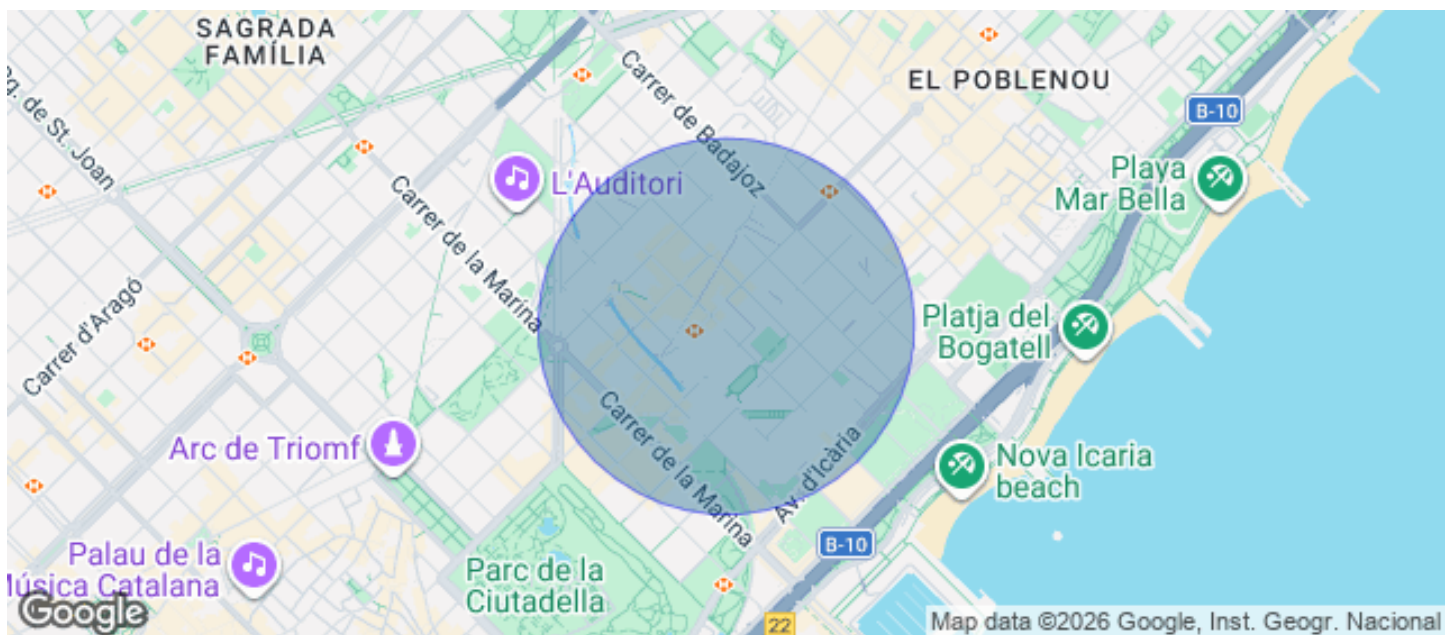 SAGRADA
FAMÍLIA
EL POBLENOU
Carrer de Badajoz
B-10
de St. Joan
L'Auditori
Playa
Mar Bella
Carrer de la Marina
Carrer d'Aragó
Platja del
Bogatell
Arc de Triomf
Carrer de la Marina
Av. d'Icària
Nova Icaria
beach
B-10
Palau de la
Música Catalana
Parc de la
Ciutadella
Google
22
Map data ©2026 Google, Inst. Geogr. Nacional